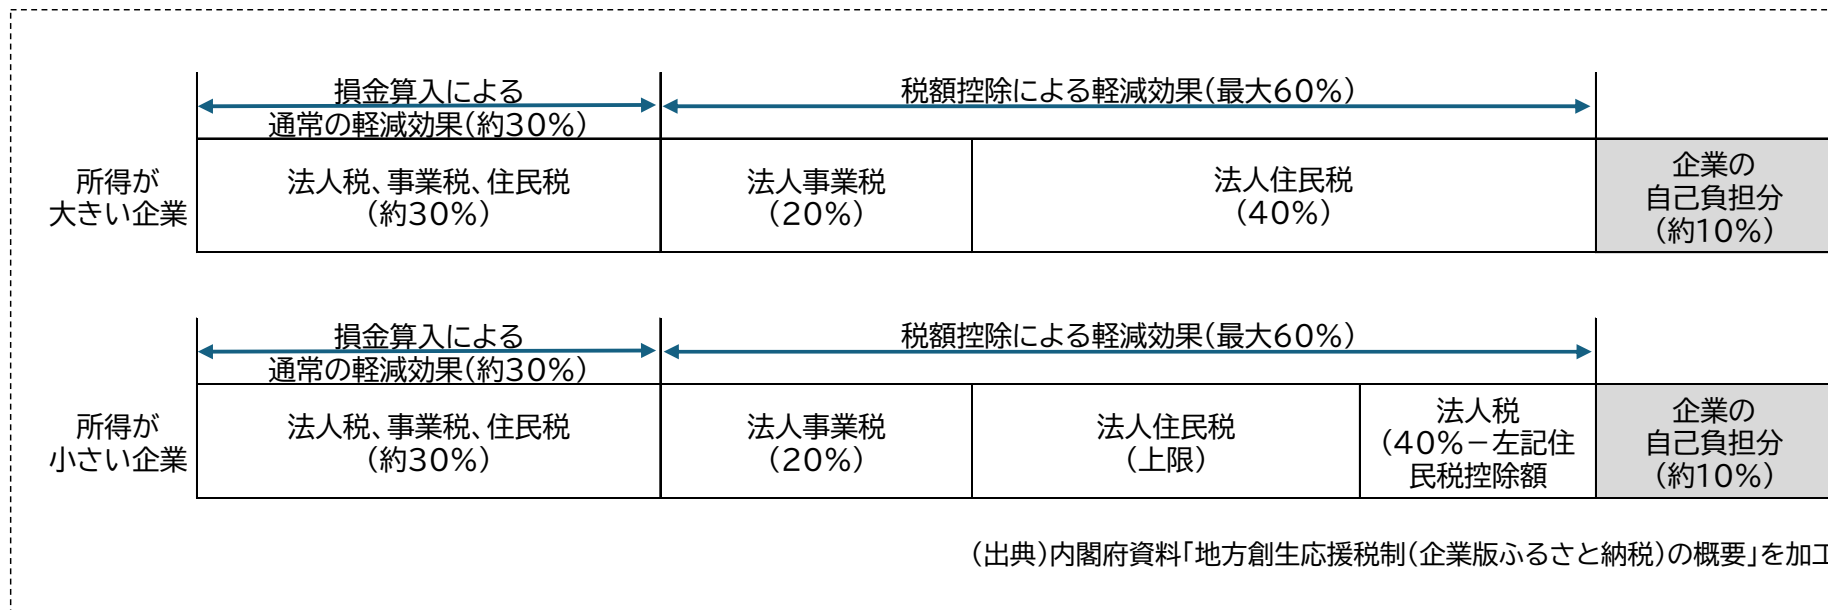 損金算入による
通常の軽減効果(約30%)
税額控除による軽減効果(最大60%)
所得が
大きい企業
法人税、事業税、住民税
(約30%)
法人事業税
(20%)
法人住民税
(40%)
企業の
自己負担分
(約10%)
損金算入による
通常の軽減効果(約30%)
税額控除による軽減効果(最大60%)
所得が
小さい企業
法人税、事業税、住民税
(約30%)
法人事業税
(20%)
法人住民税
(上限)
法人税
(40%-左記住
民税控除額
企業の
自己負担分
(約10%)
(出典)内閣府資料「地方創生応援税制(企業版ふるさと納税)の概要」を加工